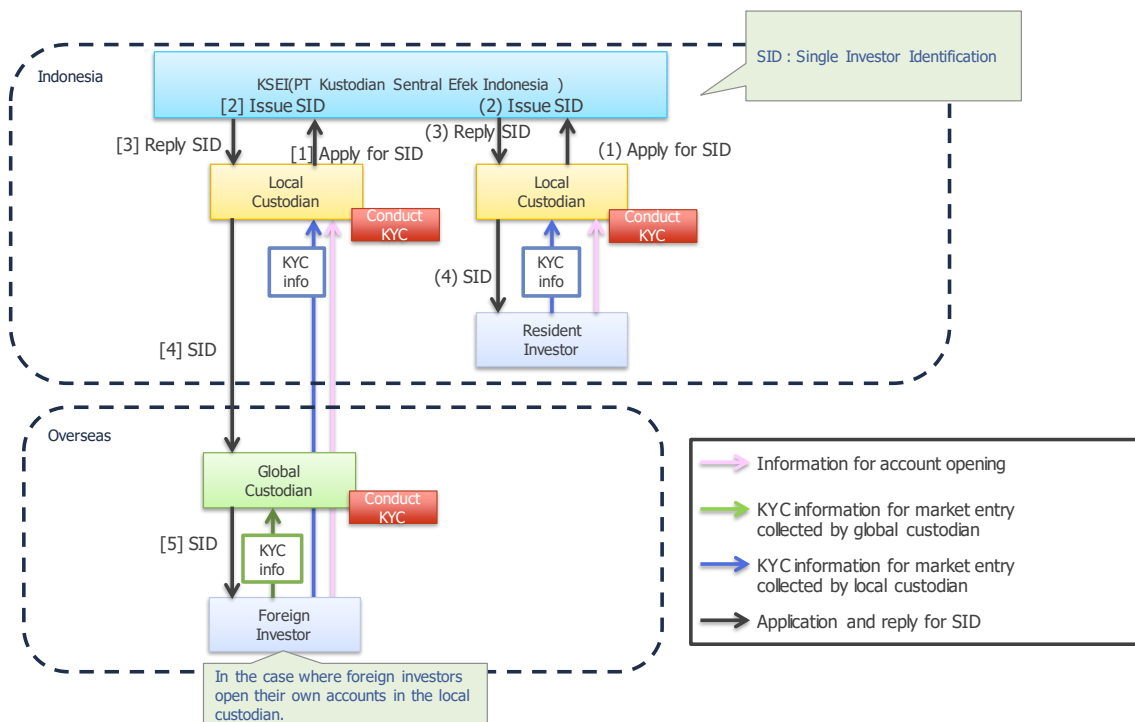 SID : Single Investor Identification
Indonesia
KSEI(PT Kustodian Sentral Efek Indonesia )
[2] Issue SID
(2) Issue SID
[3] Reply SID
[1] Apply for SID
(3) Reply SID
(1) Apply for SID
Local
Custodian
Conduct
KYC
Local
Custodian
Conduct
KYC
KYC
info
(4) SID
KYC
info
Resident
Investor
[4] SID
Overseas
Global
Custodian
Conduct
KYC
[5] SID
KYC
info
Foreign
Investor
In the case where foreign investors
open their own accounts in the local
custodian.
Information for account opening
KYC information for market entry
collected by global custodian
KYC information for market entry
collected by local custodian
Application and reply for SID